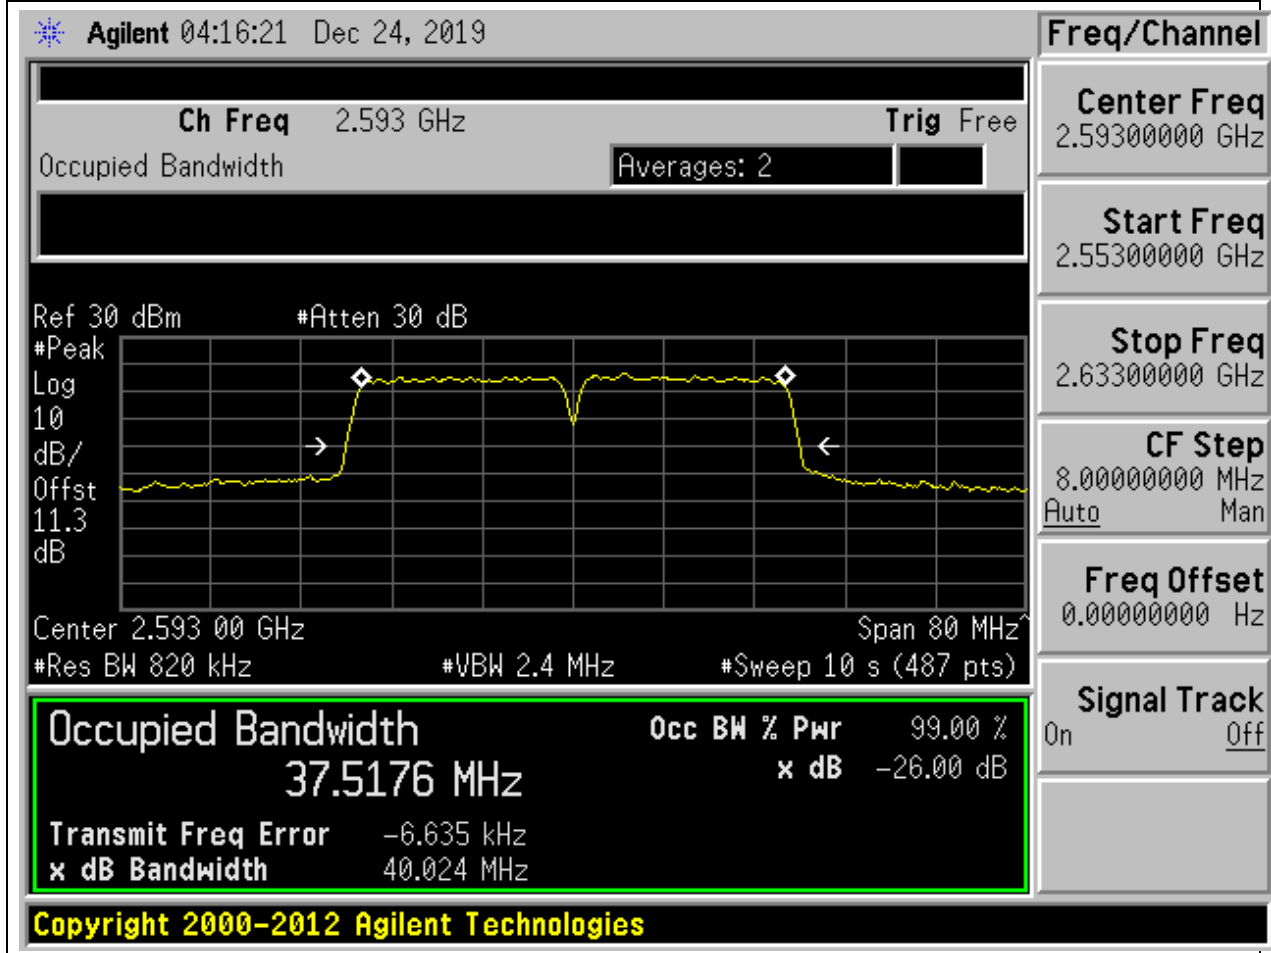 Agilent 04:16:21 Dec 24, 2019
Freq/Channel
Ch Freq 2.593 GHz Trig Free
Occupied Bandwidth Averages: 2
Center Freq
2.59300000 GHz
Start Freq
2.55300000 GHz
Stop Freq
2.63300000 GHz
CF Step
8.00000000 MHz
Auto Man
Freq Offset
0.00000000 Hz
Signal Track
On Off
Ref 30 dBm #Atten 30 dB
#Peak
Log
10
dB/
Offst
11.3
dB
Center 2.593 00 GHz Span 80 MHz^
#Res BW 820 kHz #VBW 2.4 MHz #Sweep 10 s (487 pts)
Occupied Bandwidth Occ BW % Pwr 99.00 %
37.5176 MHz x dB -26.00 dB
Transmit Freq Error -6.635 kHz
x dB Bandwidth 40.024 MHz
Copyright 2000-2012 Agilent Technologies